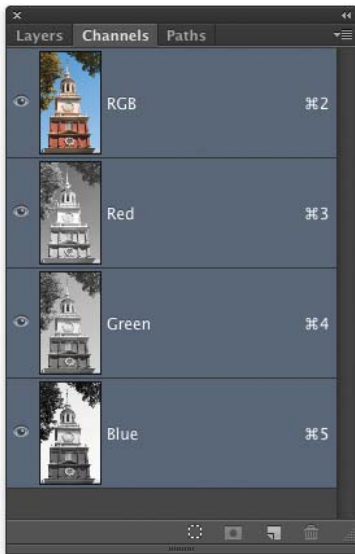 Layers Channels Paths
RGB ⌘2
Red ⌘3
Green ⌘4
Blue ⌘5